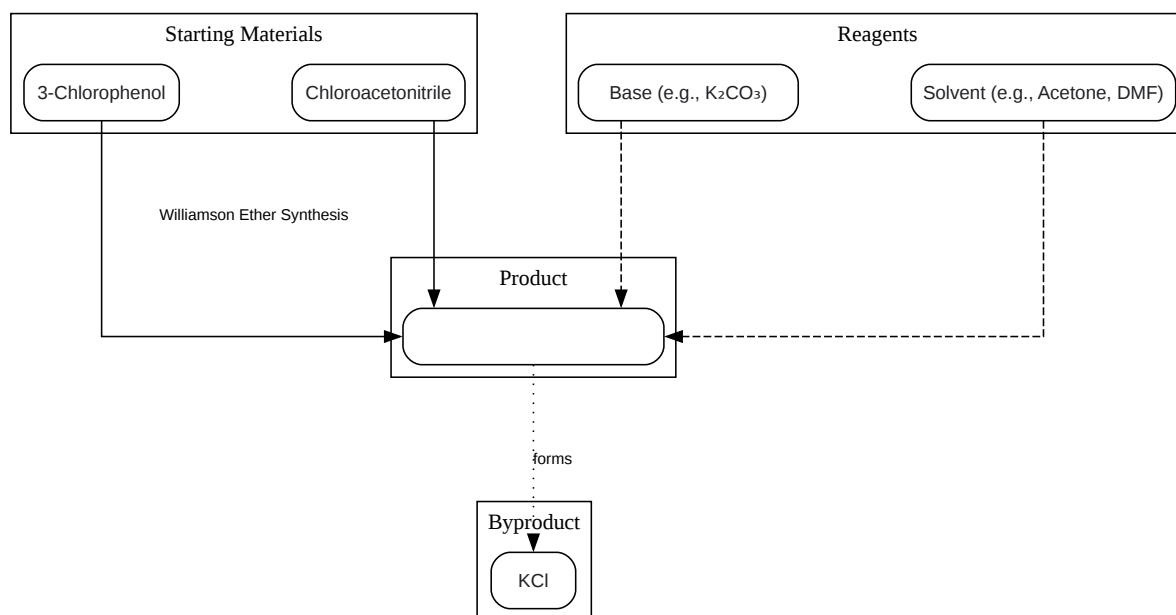 Starting Materials
Reagents
3-Chlorophenol
Chloroacetonitrile
Base (e.g., K₂CO₃)
Solvent (e.g., Acetone, DMF)
Williamson Ether Synthesis
Product
forms
Byproduct
KCl